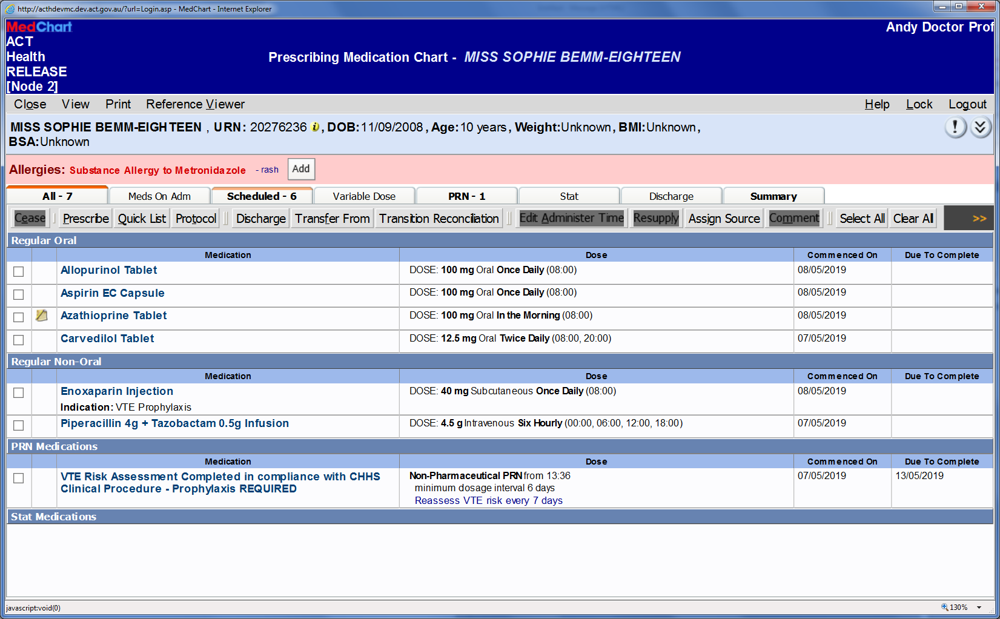 http://acthdevmc.dev.act.gov.au/?url=Login.asp - MedChart - Internet Explorer
MedChart
Andy Doctor Prof
ACT
Health
RELEASE
[Node 2]
Prescribing Medication Chart - MISS SOPHIE BEMM-EIGHTEEN
Close View Print Reference Viewer Help Lock Logout
MISS SOPHIE BEMM-EIGHTEEN , URN: 20276236 i , DOB:11/09/2008, Age:10 years, Weight:Unknown, BMI:Unknown,
BSA:Unknown
Allergies: Substance Allergy to Metronidazole - rash Add
All - 7 Meds On Adm Scheduled - 6 Variable Dose PRN - 1 Stat Discharge Summary
Cease Prescribe Quick List Protocol Discharge Transfer From Transition Reconciliation Edit Administer Time Resupply Assign Source Comment Select All Clear All >>
Regular Oral
Medication Dose Commenced On Due To Complete
Allopurinol Tablet DOSE: 100 mg Oral Once Daily (08:00) 08/05/2019
Aspirin EC Capsule DOSE: 100 mg Oral Once Daily (08:00) 08/05/2019
Azathioprine Tablet DOSE: 100 mg Oral In the Morning (08:00) 08/05/2019
Carvedilol Tablet DOSE: 12.5 mg Oral Twice Daily (08:00, 20:00) 07/05/2019
Regular Non-Oral
Medication Dose Commenced On Due To Complete
Enoxaparin Injection DOSE: 40 mg Subcutaneous Once Daily (08:00) 08/05/2019
Indication: VTE Prophylaxis
Piperacillin 4g + Tazobactam 0.5g Infusion DOSE: 4.5 g Intravenous Six Hourly (00:00, 06:00, 12:00, 18:00) 07/05/2019
PRN Medications
Medication Dose Commenced On Due To Complete
VTE Risk Assessment Completed in compliance with CHHS Non-Pharmaceutical PRN from 13:36 07/05/2019 13/05/2019
Clinical Procedure - Prophylaxis REQUIRED minimum dosage interval 6 days
Reassess VTE risk every 7 days
Stat Medications
javascript:void(0) 130%